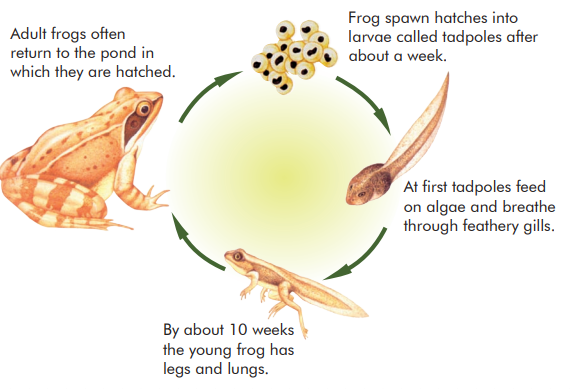 Adult frogs often
return to the pond in
which they are hatched.
Frog spawn hatches into
larvae called tadpoles after
about a week.
At first tadpoles feed
on algae and breathe
through feathery gills.
By about 10 weeks
the young frog has
legs and lungs.